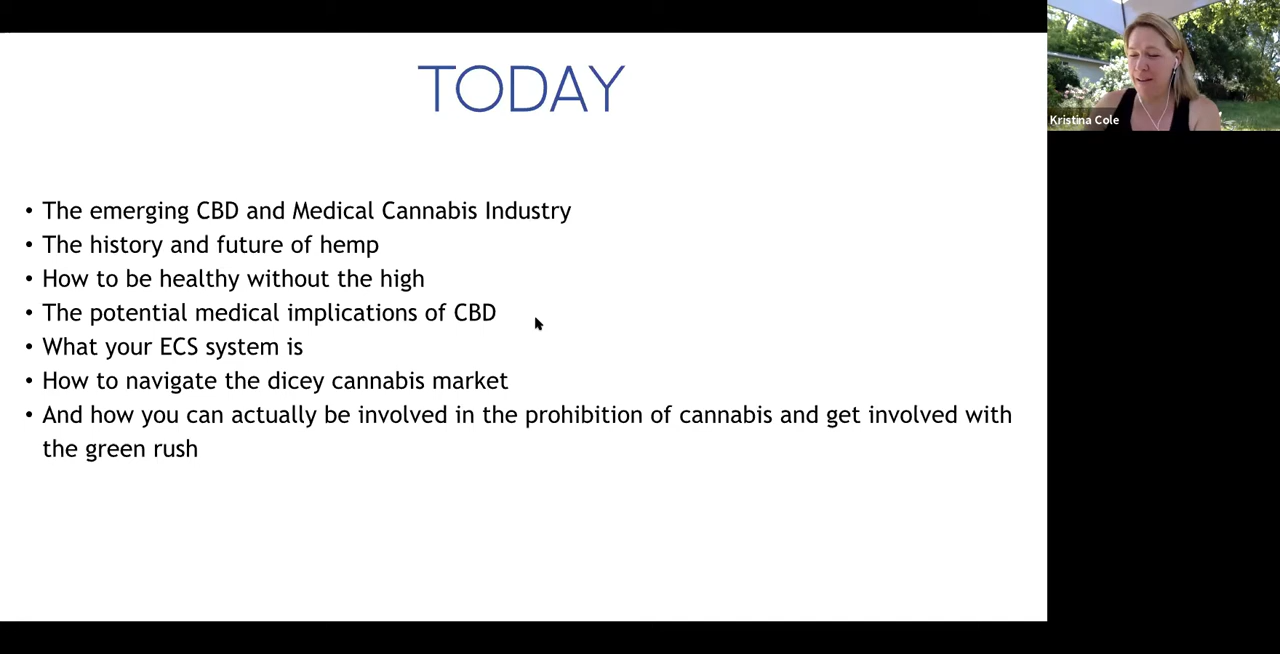 TODAY
• The emerging CBD and Medical Cannabis Industry
• The history and future of hemp
• How to be healthy without the high
• The potential medical implications of CBD
• What your ECS system is
• How to navigate the dicey cannabis market
• And how you can actually be involved in the prohibition of cannabis and get involved with
the green rush
Kristina Cole